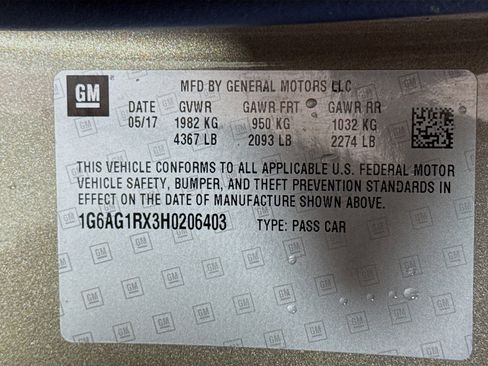 GM
MFD BY GENERAL MOTORS LLC
DATE GVWR GAWR FRT GAWR RR
05/17 1982 KG 950 KG 1032 KG
4367 LB 2093 LB 2274 LB
THIS VEHICLE CONFORMS TO ALL APPLICABLE U.S. FEDERAL MOTOR
VEHICLE SAFETY, BUMPER, AND THEFT PREVENTION STANDARDS IN
EFFECT ON THE DATE OF MANUFACTURE SHOWN ABOVE.
1G6AG1RX3H0206403 TYPE: PASS CAR